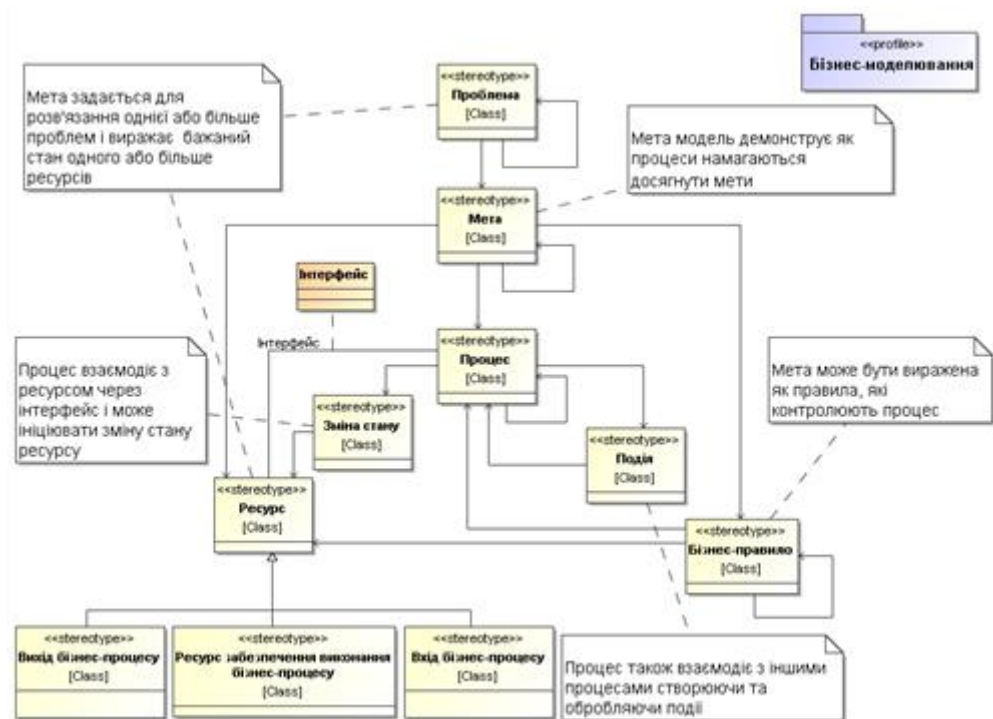 <<profile>>
Бізнес-моделювання
<<stereotype>>
Проблема
[Class]
Мета задається для
розв'язання однієї або більше
проблем і виражає бажаний
стан одного або більше
ресурсів
Мета модель демонструє як
процеси намагаються
досягнути мети
<<stereotype>>
Мета
[Class]
Інтерфейс
Інтерфейс
<<stereotype>>
Процес
[Class]
Процес взаємодіє з
ресурсом через
інтерфейс і може
ініціювати зміну стану
ресурсу
Мета може бути виражена
як правила, які
контролюють процес
<<stereotype>>
Зміна стану
[Class]
<<stereotype>>
Подія
[Class]
<<stereotype>>
Ресурс
[Class]
<<stereotype>>
Бізнес-правило
[Class]
<<stereotype>>
Вихід бізнес-процесу
[Class]
<<stereotype>>
Ресурс забезпечення виконання
бізнес-процесу
[Class]
<<stereotype>>
Вхід бізнес-процесу
[Class]
Процес також взаємодіє з іншими
процесами створюючи та
обробляючи події